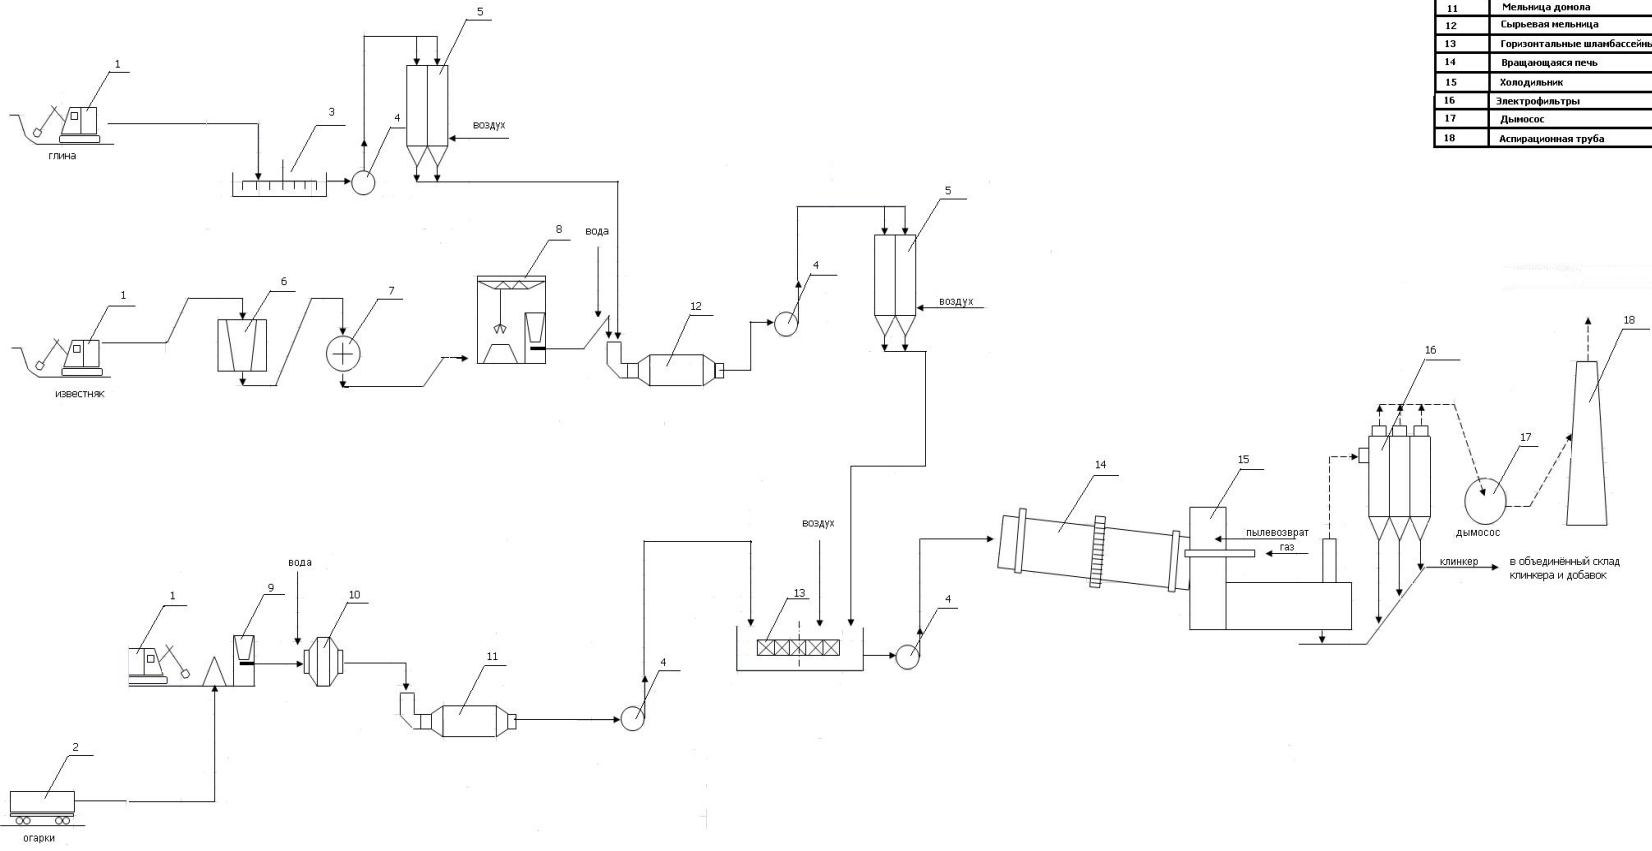 11 Мельница домола
12 Сырьевая мельница
13 Горизонтальные шламбассейны
14 Вращающаяся печь
15 Холодильник
16 Электрофильтры
17 Дымосос
18 Аспирационная труба
5
1
3
4
воздух
глина
5
8
вода
4
1
6
7
12
воздух
известняк
18
16
17
15
14
дымосос
пылевозврат
газ
клинкер
в объединённый склад
клинкера и добавок
воздух
вода
1
9
10
13
4
11
4
2
огарки